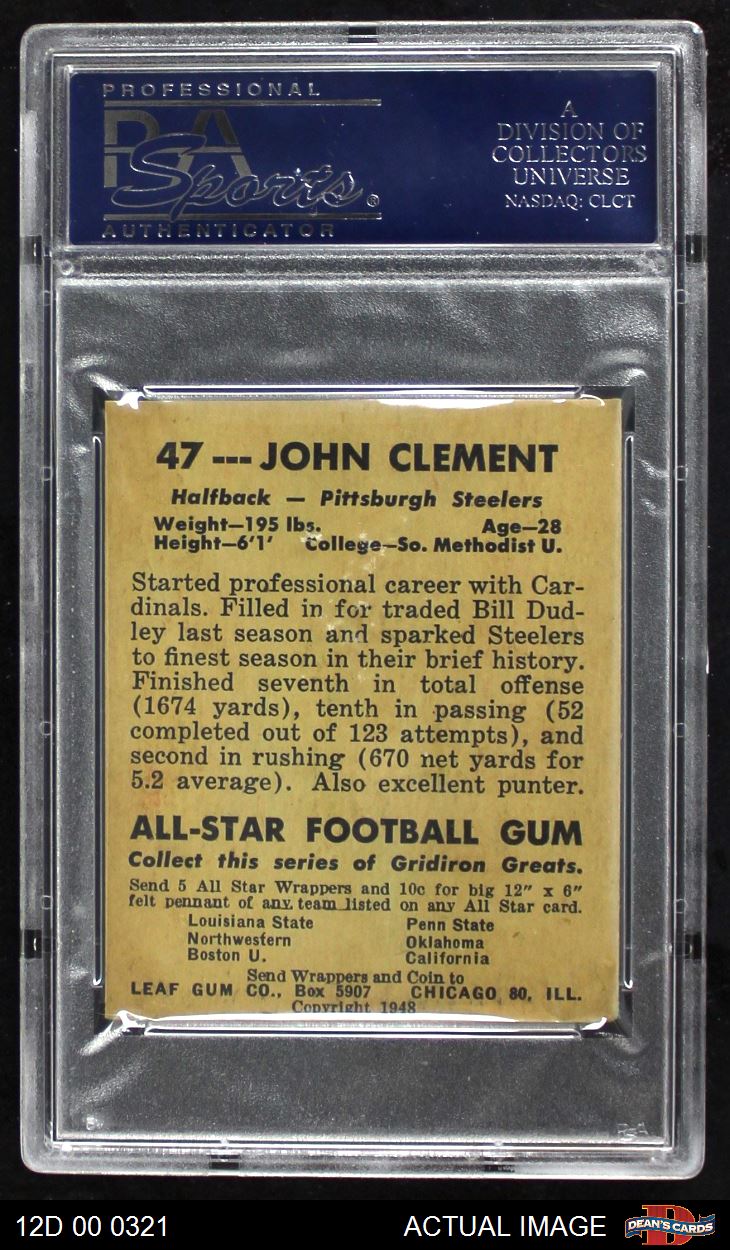 PROFESSIONAL
PSA
Sports®
AUTHENTICATOR
A
DIVISION OF
COLLECTORS
UNIVERSE
NASDAQ: CLCT
47 --- JOHN CLEMENT
Halfback — Pittsburgh Steelers
Weight—195 lbs. Age—28
Height—6'1' College—So. Methodist U.
Started professional career with Car-
dinals. Filled in for traded Bill Dud-
ley last season and sparked Steelers
to finest season in their brief history.
Finished seventh in total offense
(1674 yards), tenth in passing (52
completed out of 123 attempts), and
second in rushing (670 net yards for
5.2 average). Also excellent punter.
ALL-STAR FOOTBALL GUM
Collect this series of Gridiron Greats.
Send 5 All Star Wrappers and 10c for big 12" x 6"
felt pennant of any team listed on any All Star card.
Louisiana State Penn State
Northwestern Oklahoma
Boston U. California
Send Wrappers and Coin to
LEAF GUM CO., Box 5907 CHICAGO 80, ILL.
Copyright 1948
PSA
12D 00 0321 ACTUAL IMAGE DEAN'S CARDS